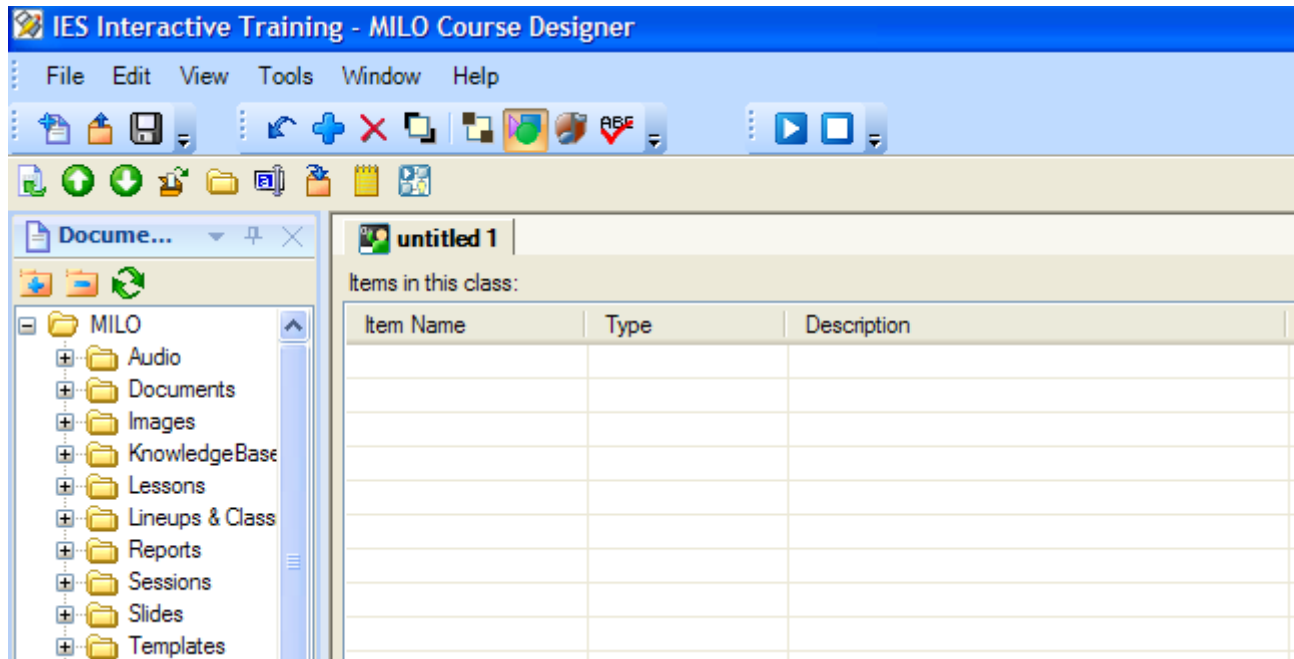 IES Interactive Training - MILO Course Designer
File Edit View Tools Window Help
ABC
Docume...
untitled 1
Items in this class:
Item Name Type Description
MILO
Audio
Documents
Images
KnowledgeBase
Lessons
Lineups & Class
Reports
Sessions
Slides
Templates